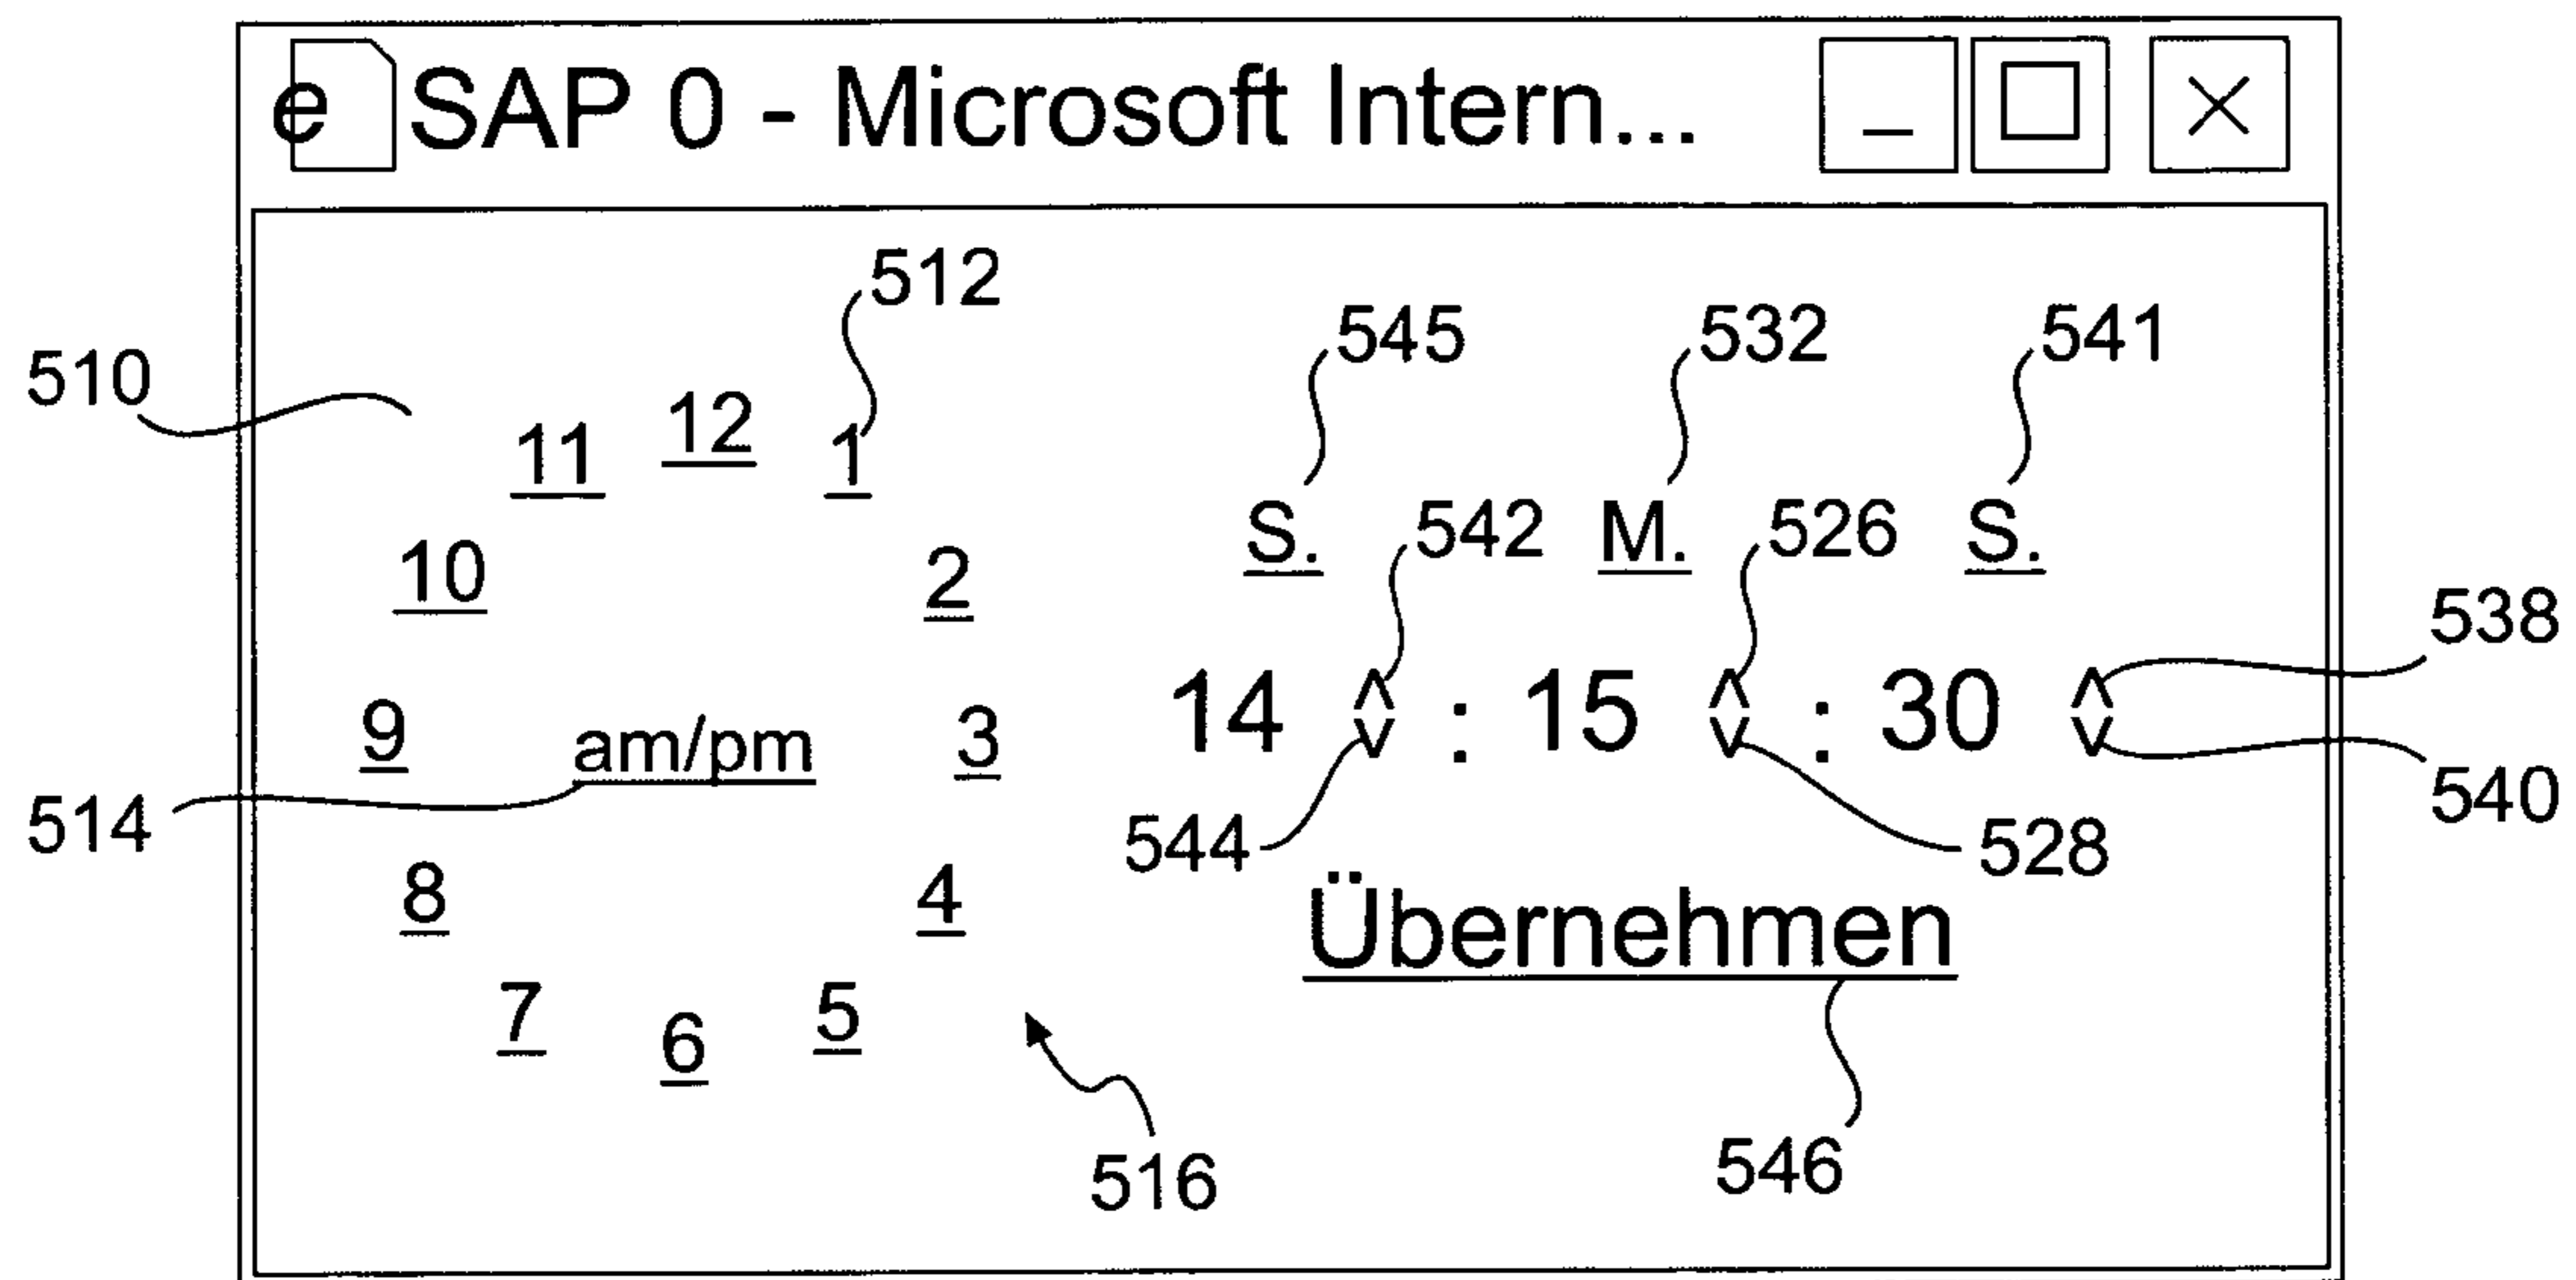 e SAP 0 - Microsoft Intern...
512
545 532 541
510
11 12 1
S. 542 M. 526 S.
10 2
538
14 ^ : 15 ^ : 30 ^
v v v
9 am/pm 3
540
514 544 528
8 4
Übernehmen
7 6 5
516 546